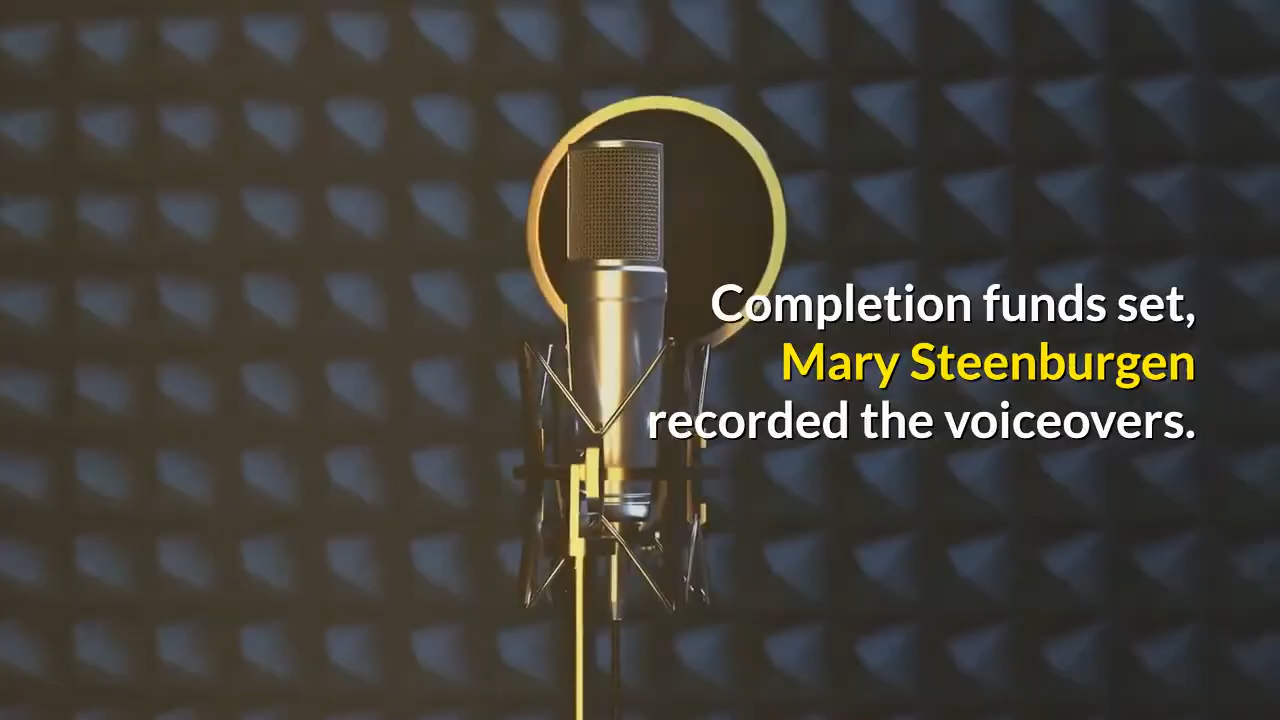 Completion funds set,
Mary Steenburgen
recorded the voiceovers.